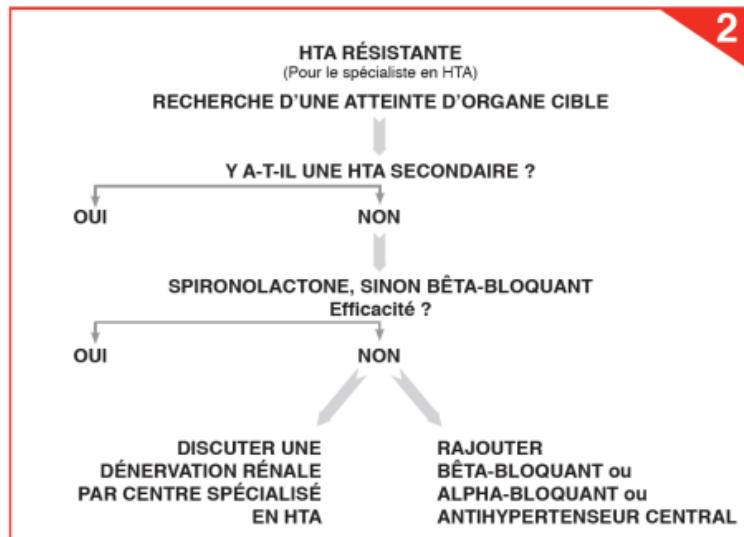 2
HTA RÉSISTANTE
(Pour le spécialiste en HTA)
RECHERCHE D'UNE ATTEINTE D'ORGANE CIBLE
Y A-T-IL UNE HTA SECONDAIRE ?
OUI
NON
SPIRONOLACTONE, SINON BÊTA-BLOQUANT
Efficacité ?
OUI
NON
DISCUTER UNE
DÉNERVATION RÉNALE
PAR CENTRE SPÉCIALISÉ
EN HTA
RAJOUTER
BÊTA-BLOQUANT ou
ALPHA-BLOQUANT ou
ANTIHYPERTENSEUR CENTRAL